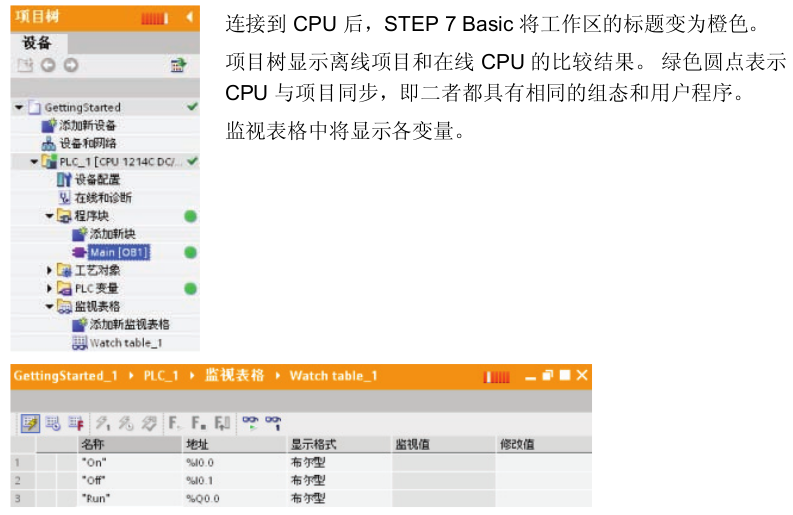 项目树
设备
GettingStarted
添加新设备
设备和网络
PLC_1 [CPU 1214C DC/...
设备配置
在线和诊断
程序块
添加新块
Main [OB1]
工艺对象
PLC 变量
监视表格
添加新监视表格
Watch table_1
连接到 CPU 后，STEP 7 Basic 将工作区的标题变为橙色。
项目树显示离线项目和在线 CPU 的比较结果。 绿色圆点表示
CPU 与项目同步，即二者都具有相同的组态和用户程序。
监视表格中将显示各变量。
GettingStarted_1 PLC_1 监视表格 Watch table_1
名称 地址 显示格式 监视值 修改值
1 "On" %I0.0 布尔型
2 "Off" %I0.1 布尔型
3 "Run" %Q0.0 布尔型